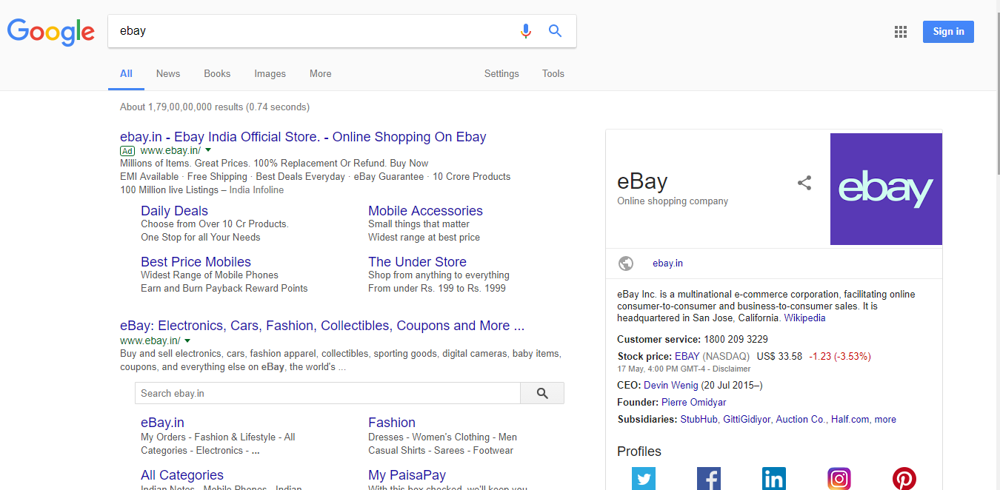 Google
ebay
Sign in
All News Books Images More Settings Tools
About 1,79,00,00,000 results (0.74 seconds)
ebay.in - Ebay India Official Store. - Online Shopping On Ebay
Ad www.ebay.in/
Millions of Items. Great Prices. 100% Replacement Or Refund. Buy Now
EMI Available · Free Shipping · Best Deals Everyday · eBay Guarantee · 10 Crore Products
100 Million live Listings – India Infoline
Daily Deals
Choose from Over 10 Cr Products.
One Stop for all Your Needs
Mobile Accessories
Small things that matter
Widest range at best price
Best Price Mobiles
Widest Range of Mobile Phones
Earn and Burn Payback Reward Points
The Under Store
Shop from anything to everything
From under Rs. 199 to Rs. 1999
eBay: Electronics, Cars, Fashion, Collectibles, Coupons and More ...
www.ebay.in/
Buy and sell electronics, cars, fashion apparel, collectibles, sporting goods, digital cameras, baby items,
coupons, and everything else on eBay, the world's ...
Search ebay.in
eBay.in
My Orders - Fashion & Lifestyle - All
Categories - Electronics - ...
Fashion
Dresses - Women's Clothing - Men
Casual Shirts - Sarees - Footwear
All Categories
Indian Notes - Mobile Phones - Indian
My PaisaPay
With this box checked, we'll keep you
eBay
Online shopping company
ebay
ebay.in
eBay Inc. is a multinational e-commerce corporation, facilitating online
consumer-to-consumer and business-to-consumer sales. It is
headquartered in San Jose, California. Wikipedia
Customer service: 1800 209 3229
Stock price: EBAY (NASDAQ) US$ 33.58 -1.23 (-3.53%)
17 May, 4:00 PM GMT-4 - Disclaimer
CEO: Devin Wenig (20 Jul 2015–)
Founder: Pierre Omidyar
Subsidiaries: StubHub, GittiGidiyor, Auction Co., Half.com, more
Profiles